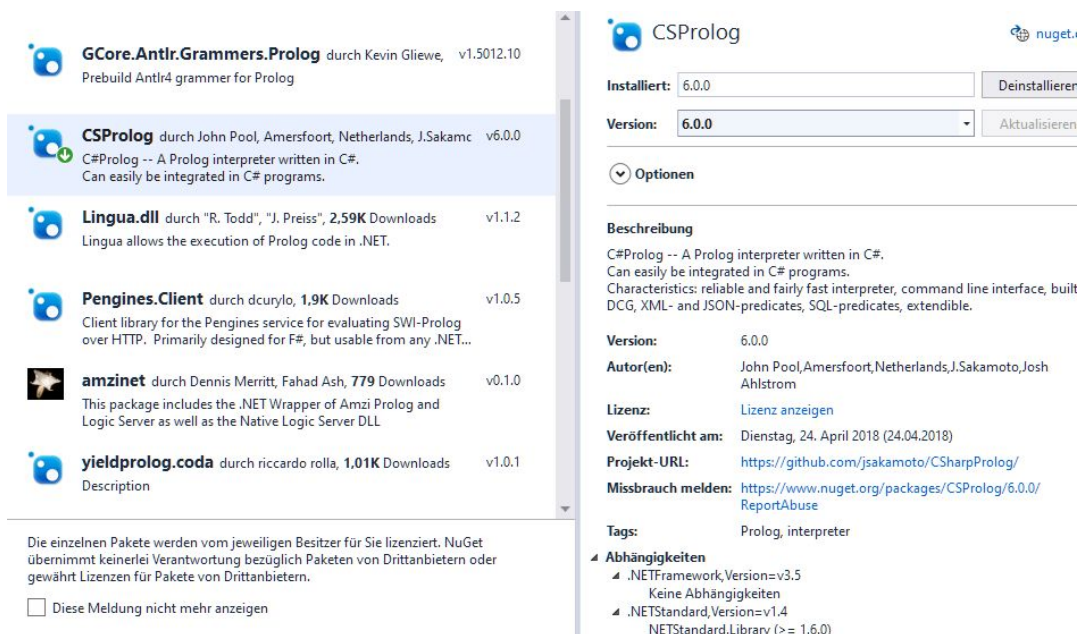 GCore.Antlr.Grammers.Prolog durch Kevin Gliewe, v1.5012.10
Prebuild Antlr4 grammer for Prolog
CSProlog durch John Pool, Amersfoort, Netherlands, J.Sakamc v6.0.0
C#Prolog -- A Prolog interpreter written in C#.
Can easily be integrated in C# programs.
Lingua.dll durch "R. Todd", "J. Preiss", 2,59K Downloads v1.1.2
Lingua allows the execution of Prolog code in .NET.
Pengines.Client durch dcurylo, 1,9K Downloads v1.0.5
Client library for the Pengines service for evaluating SWI-Prolog
over HTTP. Primarily designed for F#, but usable from any .NET...
amzinet durch Dennis Merritt, Fahad Ash, 779 Downloads v0.1.0
This package includes the .NET Wrapper of Amzi Prolog and
Logic Server as well as the Native Logic Server DLL
yieldprolog.coda durch riccardo rolla, 1,01K Downloads v1.0.1
Description
Die einzelnen Pakete werden vom jeweiligen Besitzer für Sie lizenziert. NuGet
übernimmt keinerlei Verantwortung bezüglich Paketen von Drittanbietern oder
gewährt Lizenzen für Pakete von Drittanbietern.
Diese Meldung nicht mehr anzeigen
CSProlog nuget.
Installiert: 6.0.0 Deinstallieren
Version: 6.0.0 Aktualisieren
Optionen
Beschreibung
C#Prolog -- A Prolog interpreter written in C#.
Can easily be integrated in C# programs.
Characteristics: reliable and fairly fast interpreter, command line interface, built
DCG, XML- and JSON-predicates, SQL-predicates, extendible.
Version: 6.0.0
Autor(en): John Pool,Amersfoort,Netherlands,J.Sakamoto,Josh
Ahlstrom
Lizenz: Lizenz anzeigen
Veröffentlicht am: Dienstag, 24. April 2018 (24.04.2018)
Projekt-URL: https://github.com/jsakamoto/CSharpProlog/
Missbrauch melden: https://www.nuget.org/packages/CSProlog/6.0.0/
ReportAbuse
Tags: Prolog, interpreter
Abhängigkeiten
.NETFramework,Version=v3.5
Keine Abhängigkeiten
.NETStandard,Version=v1.4
NETStandard.Library (>= 1.6.0)